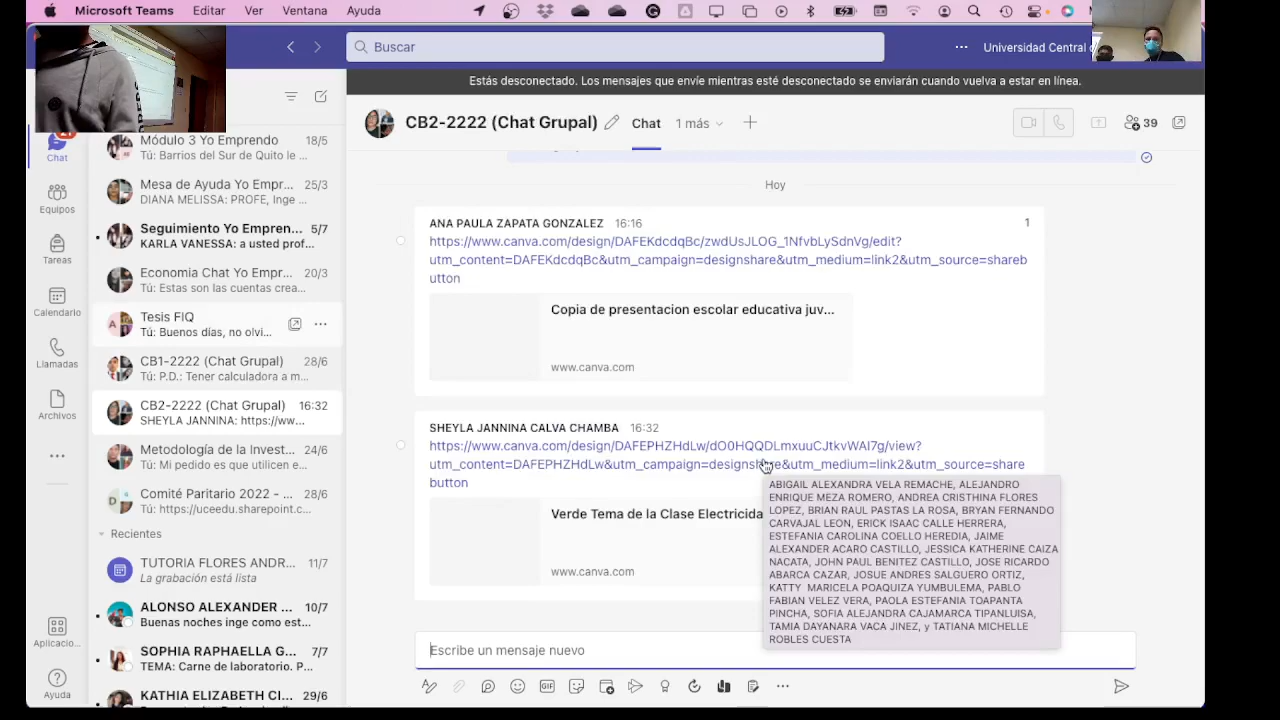 Microsoft Teams Editar Ver Ventana Ayuda
Buscar
Universidad Central
Estás desconectado. Los mensajes que envíe mientras esté desconectado se enviarán cuando vuelva a estar en línea.
CB2-2222 (Chat Grupal) Chat 1 más 39
Chat
Equipos
Tareas
Calendario
Llamadas
Archivos
Aplicacio...
Ayuda
Módulo 3 Yo Emprendo 18/5
Tú: Barrios del Sur de Quito le ...
Mesa de Ayuda Yo Empr... 25/3
DIANA MELISSA: PROFE, Inge ...
Seguimiento Yo Empren... 5/7
KARLA VANESSA: a usted prof...
Economia Chat Yo Empr... 20/3
Tú: Estas son las cuentas crea...
Tesis FIQ
Tú: Buenos días, no olvi...
CB1-2222 (Chat Grupal) 28/6
Tú: P.D.: Tener calculadora a m...
CB2-2222 (Chat Grupal) 16:32
SHEYLA JANNINA: https://ww...
Metodología de la Invest... 24/6
Tú: Mi pedido es que utilicen e...
Comité Paritario 2022 - ... 9/6
Tú: https://uceedu.sharepoint.c...
Recientes
TUTORIA FLORES ANDR... 11/7
La grabación está lista
ALONSO ALEXANDER ... 10/7
Buenas noches inge como est...
SOPHIA RAPHAELLA G... 7/7
TEMA: Carne de laboratorio. P...
KATHIA ELIZABETH CI... 29/6
Hoy
ANA PAULA ZAPATA GONZALEZ 16:16 1
https://www.canva.com/design/DAFEKdcdqBc/zwdUsJLOG_1NfvbLySdnVg/edit?
utm_content=DAFEKdcdqBc&utm_campaign=designshare&utm_medium=link2&utm_source=shareb
utton
Copia de presentacion escolar educativa juv...
www.canva.com
SHEYLA JANNINA CALVA CHAMBA 16:32
https://www.canva.com/design/DAFEPHZHdLw/dO0HQQDLmxuuCJtkvWAI7g/view?
utm_content=DAFEPHZHdLw&utm_campaign=designshare&utm_medium=link2&utm_source=share
button
Verde Tema de la Clase Electricida
www.canva.com
ABIGAIL ALEXANDRA VELA REMACHE, ALEJANDRO
ENRIQUE MEZA ROMERO, ANDREA CRISTHINA FLORES
LOPEZ, BRIAN RAUL PASTAS LA ROSA, BRYAN FERNANDO
CARVAJAL LEON, ERICK ISAAC CALLE HERRERA,
ESTEFANIA CAROLINA COELLO HEREDIA, JAIME
ALEXANDER ACARO CASTILLO, JESSICA KATHERINE CAIZA
NACATA, JOHN PAUL BENITEZ CASTILLO, JOSE RICARDO
ABARCA CAZAR, JOSUE ANDRES SALGUERO ORTIZ,
KATTY MARICELA POAQUIZA YUMBULEMA, PABLO
FABIAN VELEZ VERA, PAOLA ESTEFANIA TOAPANTA
PINCHA, SOFIA ALEJANDRA CAJAMARCA TIPANLUISA,
TAMIA DAYANARA VACA JINEZ, y TATIANA MICHELLE
ROBLES CUESTA
Escribe un mensaje nuevo
GIF